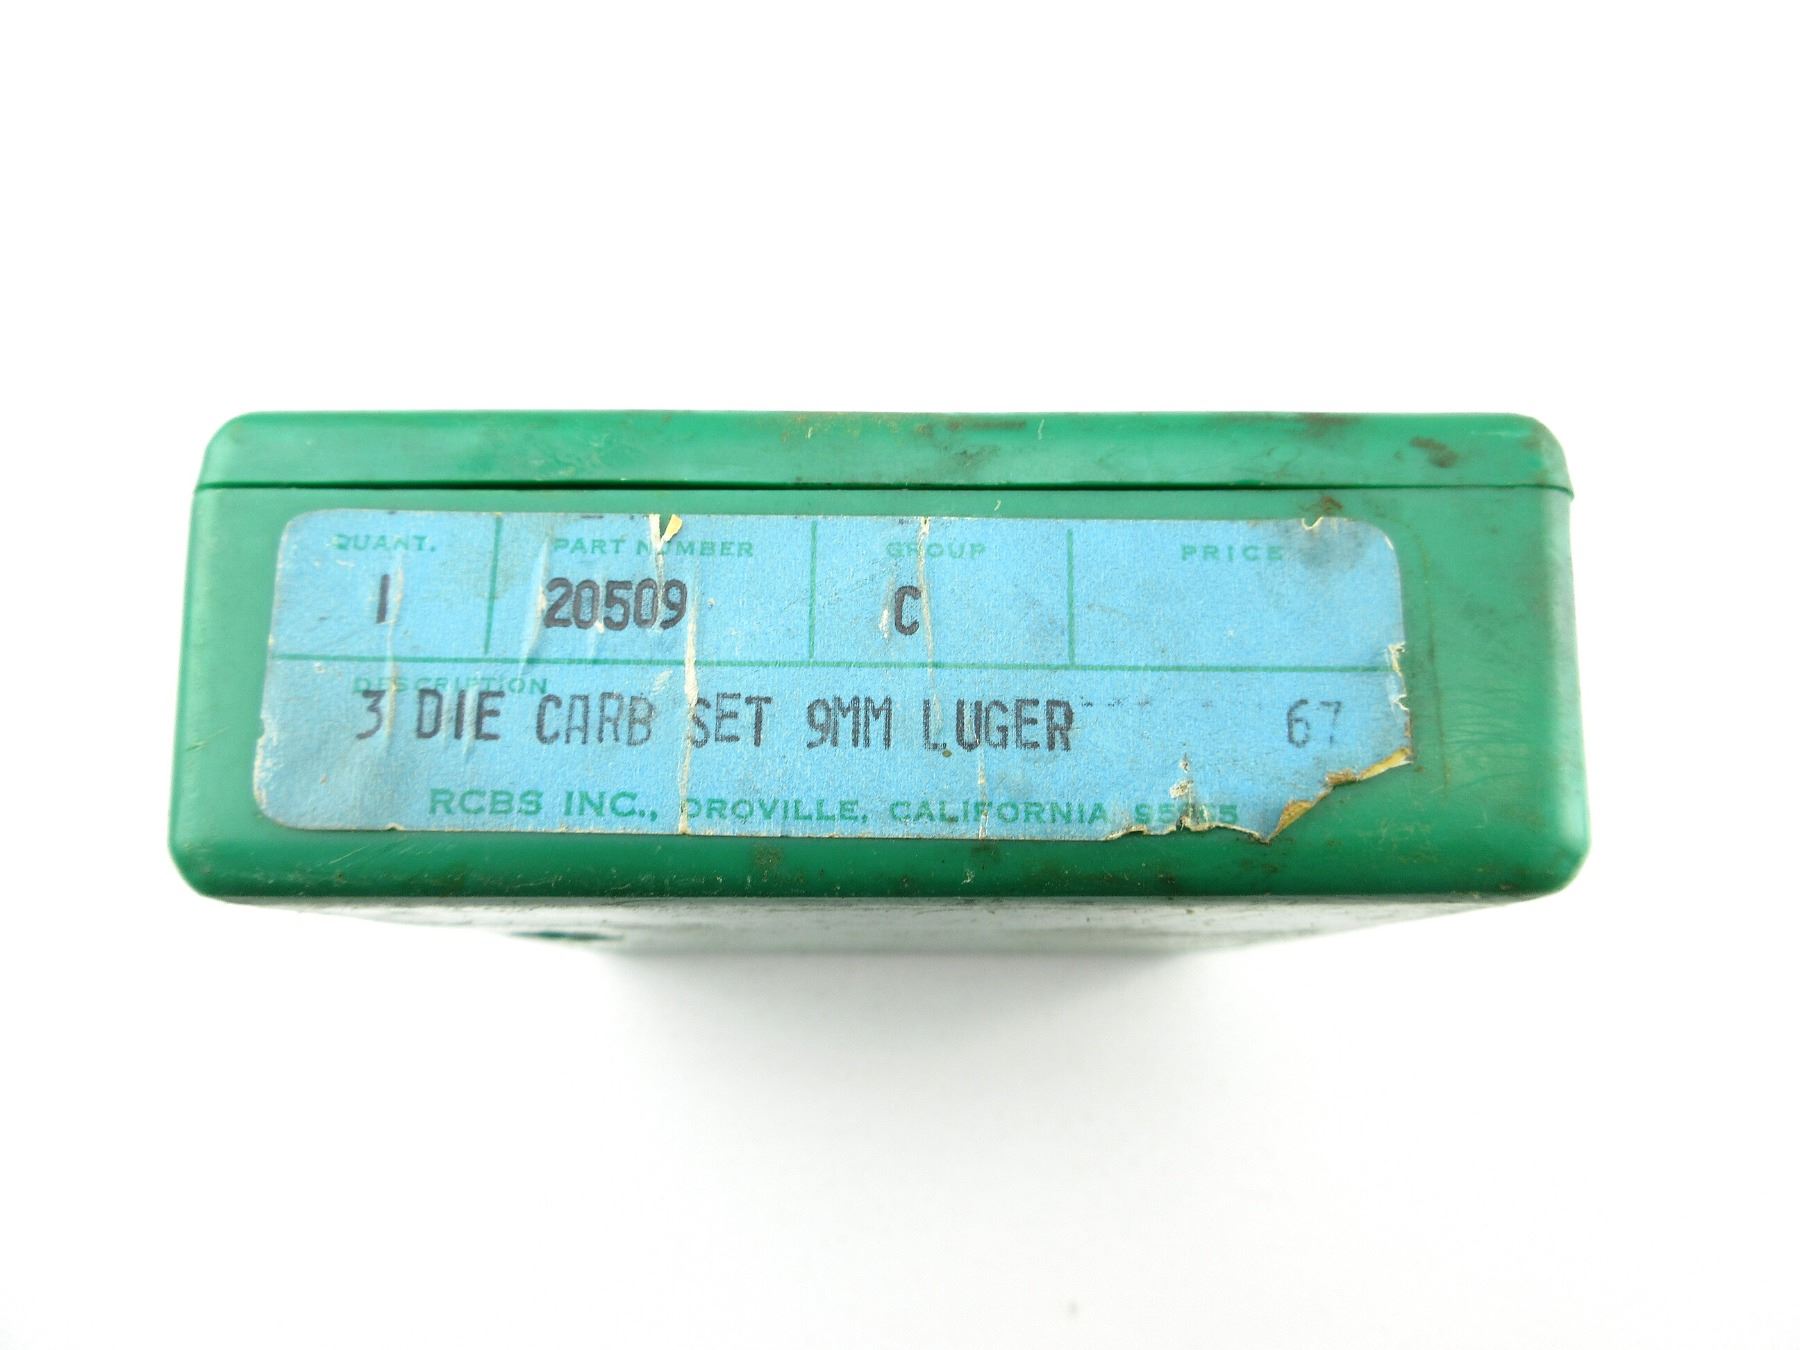 QUANT. PART NUMBER GROUP PRICE
1 20509 C
DESCRIPTION
3 DIE CARB SET 9MM LUGER 67
RCBS INC., OROVILLE, CALIFORNIA